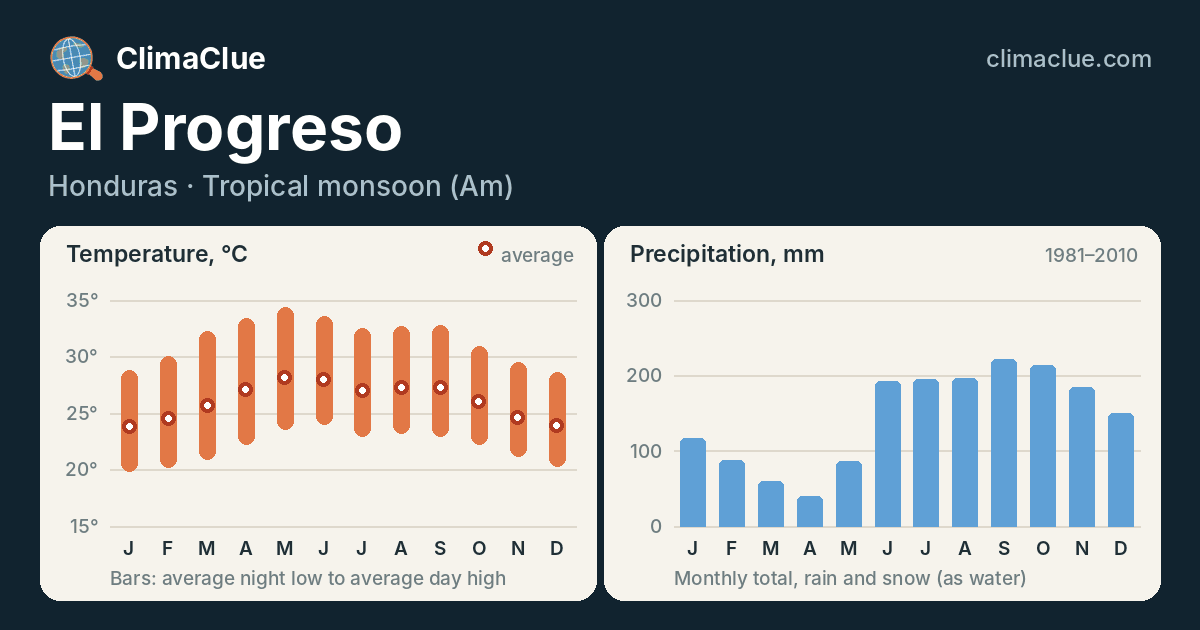 ClimaClue
climaclue.com
El Progreso
Honduras · Tropical monsoon (Am)
Temperature, °C
average
35°
30°
25°
20°
15°
J F M A M J J A S O N D
Bars: average night low to average day high
Precipitation, mm
1981–2010
300
200
100
0
J F M A M J J A S O N D
Monthly total, rain and snow (as water)